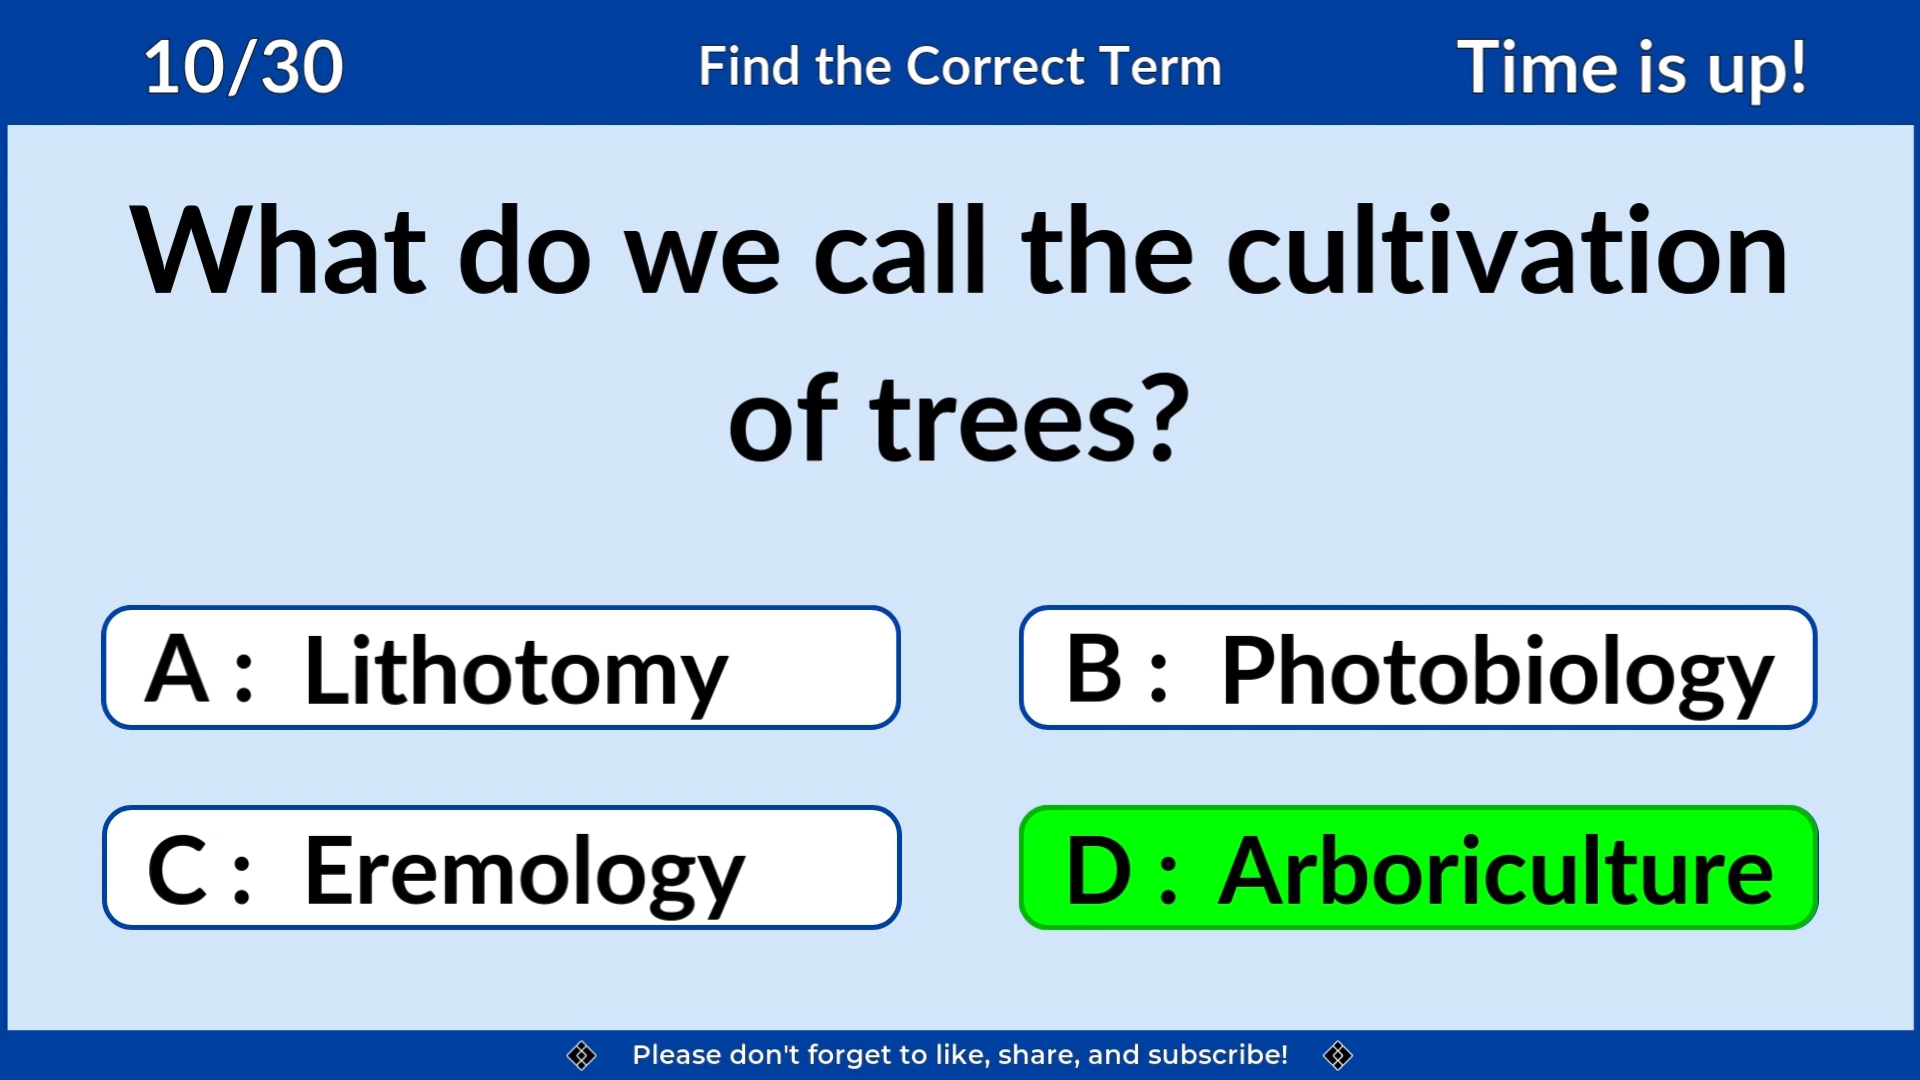 10/30
Find the Correct Term
Time is up!
What do we call the cultivation
of trees?
A : Lithotomy
B : Photobiology
C : Eremology
D : Arboriculture
Please don't forget to like, share, and subscribe!